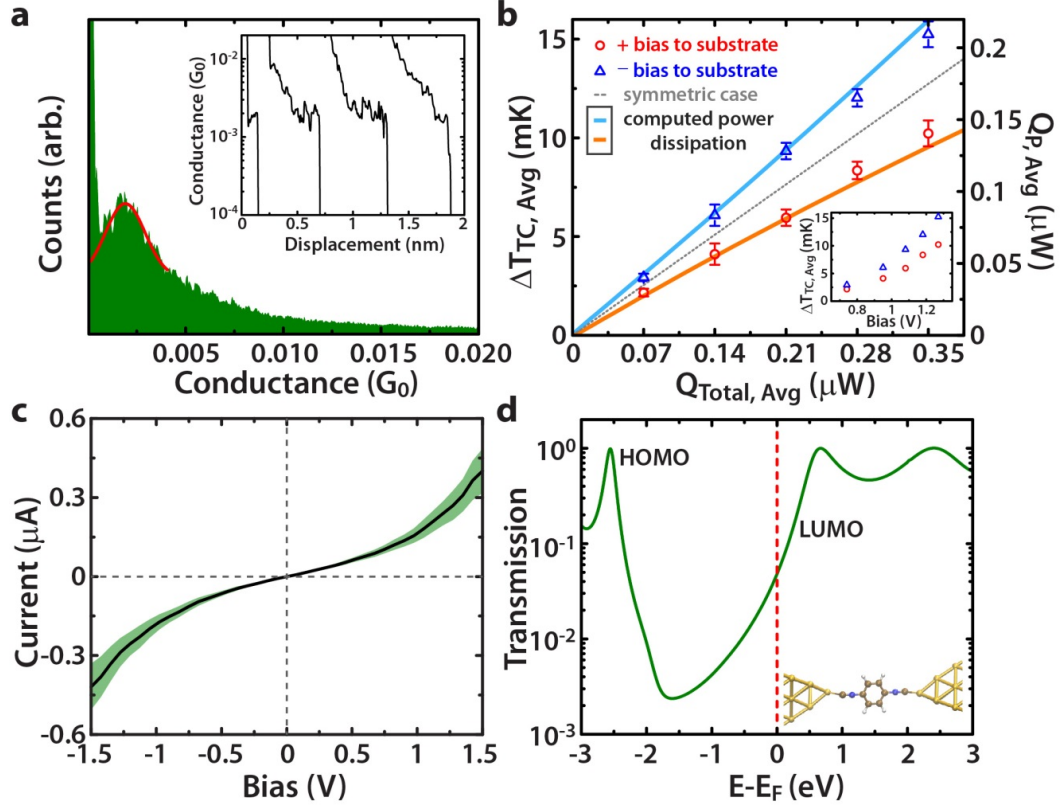 a
Counts (arb.)
Conductance (G0)
10-2
10-3
10-4
0 0.5 1 1.5 2
Displacement (nm)
0.005 0.010 0.015 0.020
Conductance (G0)
b
ΔTTC, Avg (mK)
15
10
5
0
+ bias to substrate
− bias to substrate
symmetric case
computed power
dissipation
0.2
0.15
0.1
0.05
0
QP, Avg (μW)
ΔTTC,Avg (mK)
15
10
5
0
0.8 1 1.2
Bias (V)
0 0.07 0.14 0.21 0.28 0.35
QTotal, Avg (μW)
c
Current (μA)
0.6
0.3
0
-0.3
-0.6
-1.5 -1 -0.5 0 0.5 1 1.5
Bias (V)
d
Transmission
100
10-1
10-2
10-3
HOMO
LUMO
-3 -2 -1 0 1 2 3
E-EF (eV)